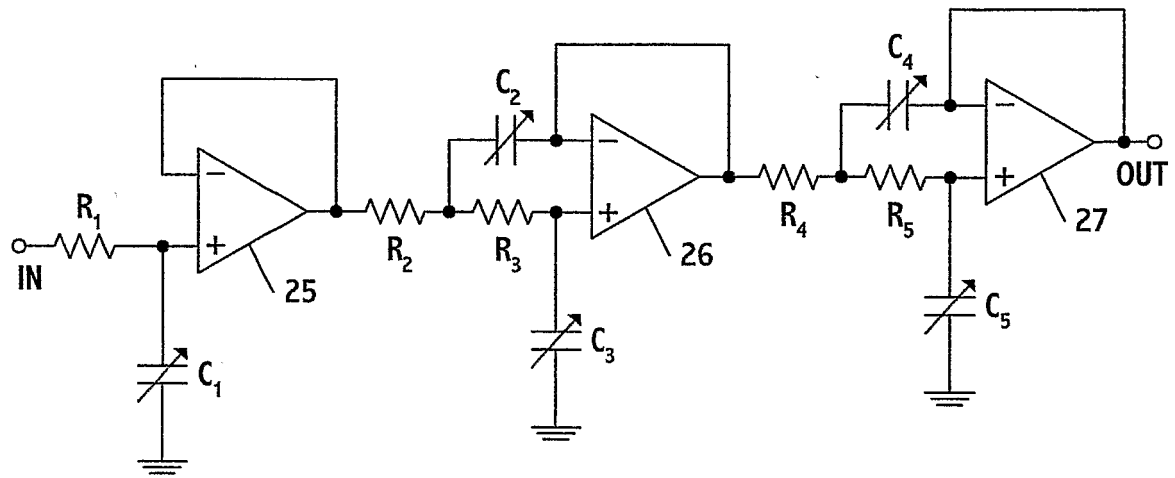 IN
R1
C1
−
+
25
R2
C2
R3
C3
−
+
26
R4
C4
R5
C5
−
+
27
OUT